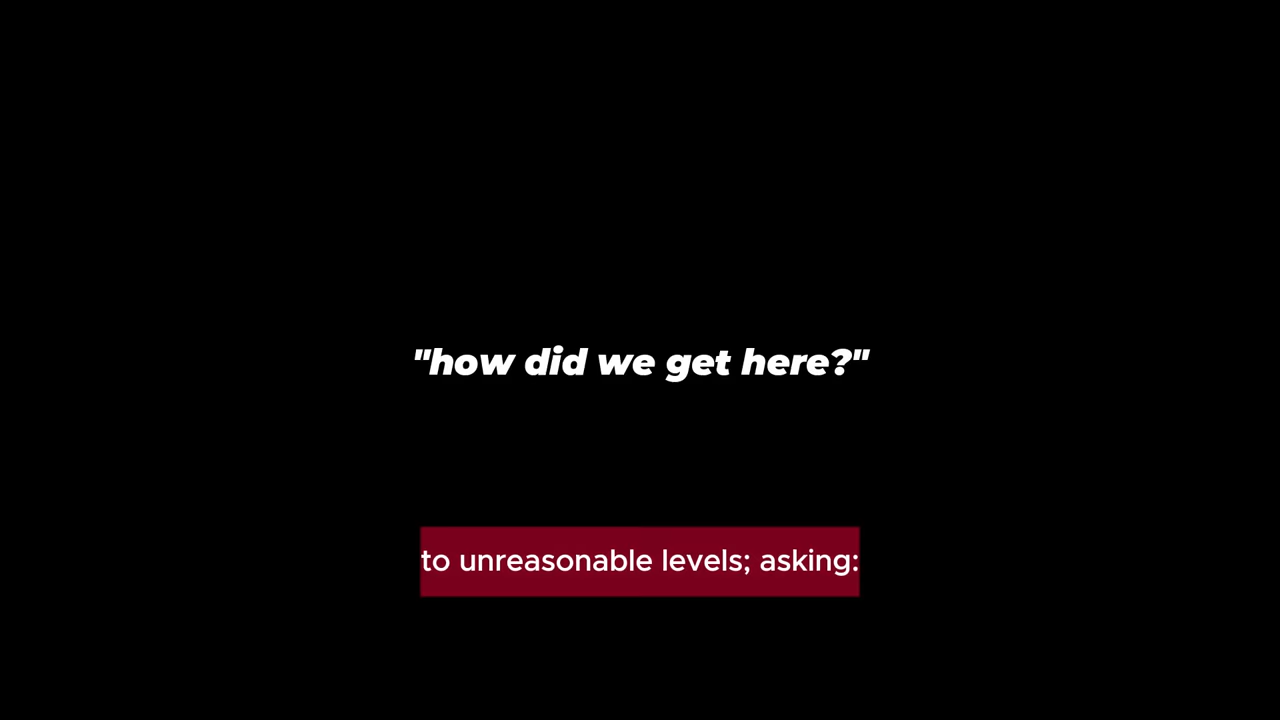 "how did we get here?"
to unreasonable levels; asking: